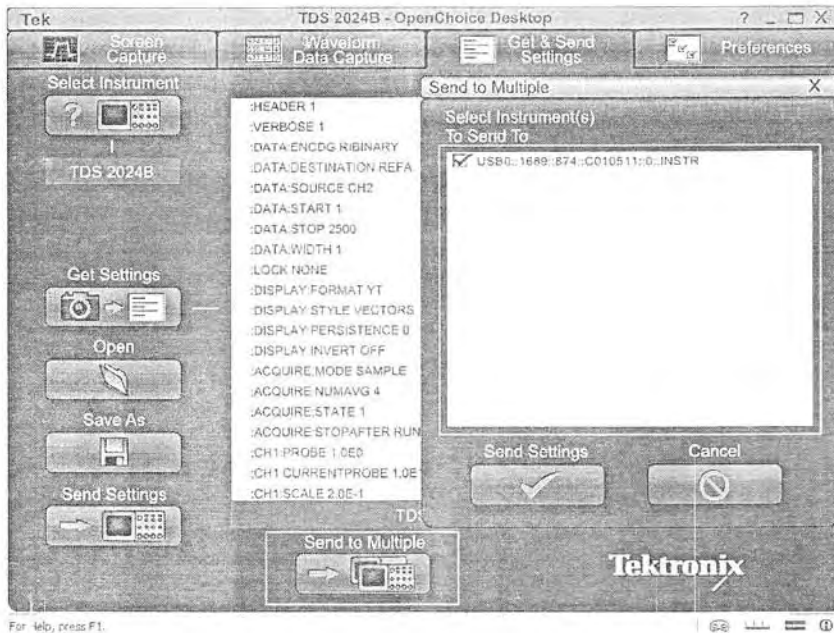 Tek
TDS 2024B - OpenChoice Desktop
? _ X
Screen
Capture
Waveform
Data Capture
Get & Send
Settings
Preferences
Select Instrument
?
TDS 2024B
Get Settings
Open
Save As
Send Settings
:HEADER 1
:VERBOSE 1
:DATA:ENCDG RIBINARY
:DATA:DESTINATION REFA
:DATA:SOURCE CH2
:DATA:START 1
:DATA:STOP 2500
:DATA:WIDTH 1
:LOCK NONE
:DISPLAY:FORMAT YT
:DISPLAY:STYLE VECTORS
:DISPLAY:PERSISTENCE 0
:DISPLAY:INVERT OFF
:ACQUIRE:MODE SAMPLE
:ACQUIRE:NUMAVG 4
:ACQUIRE:STATE 1
:ACQUIRE:STOPAFTER RUN
:CH1:PROBE 1.0E0
:CH1:CURRENTPROBE 1.0E
:CH1:SCALE 2.0E-1
TDS
Send to Multiple
Send to Multiple X
Select Instrument(s)
To Send To
USB0::1689::874::C010511::0::INSTR
Send Settings
Cancel
Tektronix
For Help, press F1.